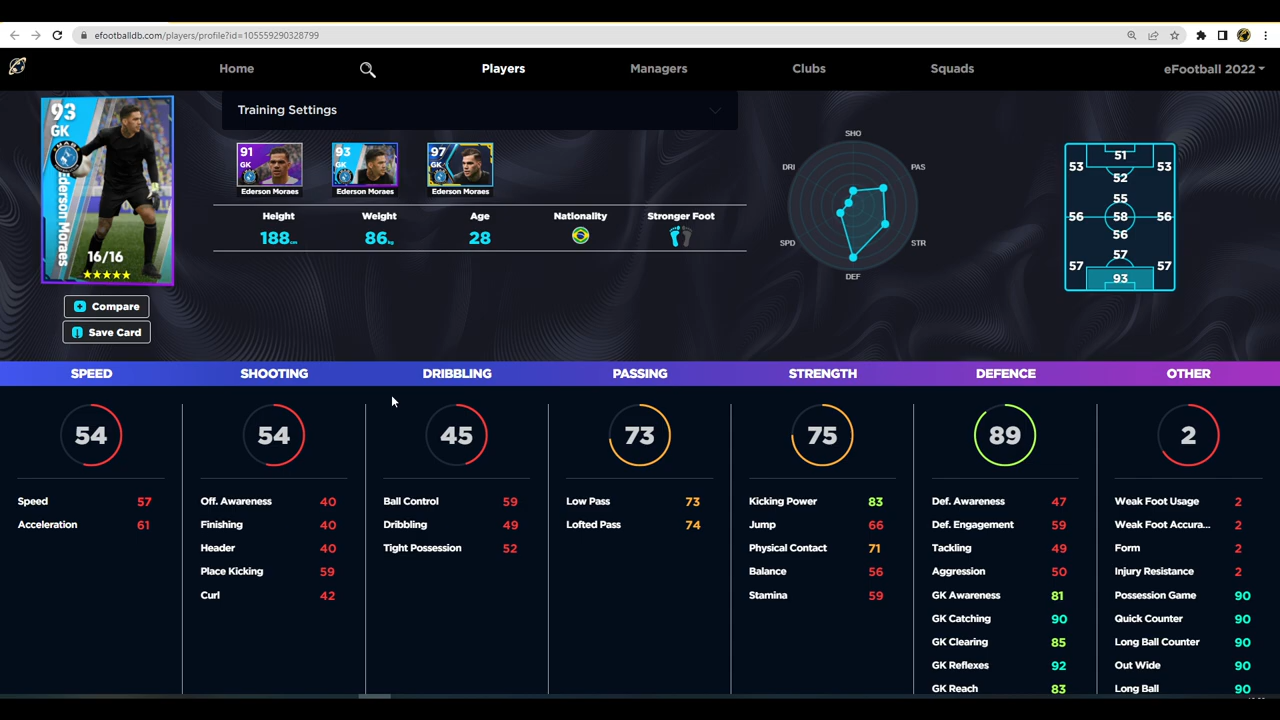 efootballdb.com/players/profile?id=105559290328799
Home
Players
Managers
Clubs
Squads
eFootball 2022
93
GK
Ederson Moraes
16/16
Compare
Save Card
Training Settings
91
GK
Ederson Moraes
93
GK
Ederson Moraes
97
GK
Ederson Moraes
Height
Weight
Age
Nationality
Stronger Foot
188cm
86kg
28
SHO
DRI
PAS
SPD
STR
DEF
51
53
53
52
55
56
58
56
56
57
57
57
93
SPEED
SHOOTING
DRIBBLING
PASSING
STRENGTH
DEFENCE
OTHER
54
54
45
73
75
89
2
Speed 57
Acceleration 61
Off. Awareness 40
Finishing 40
Header 40
Place Kicking 59
Curl 42
Ball Control 59
Dribbling 49
Tight Possession 52
Low Pass 73
Lofted Pass 74
Kicking Power 83
Jump 66
Physical Contact 71
Balance 56
Stamina 59
Def. Awareness 47
Def. Engagement 59
Tackling 49
Aggression 50
GK Awareness 81
GK Catching 90
GK Clearing 85
GK Reflexes 92
GK Reach 83
Weak Foot Usage 2
Weak Foot Accura... 2
Form 2
Injury Resistance 2
Possession Game 90
Quick Counter 90
Long Ball Counter 90
Out Wide 90
Long Ball 90